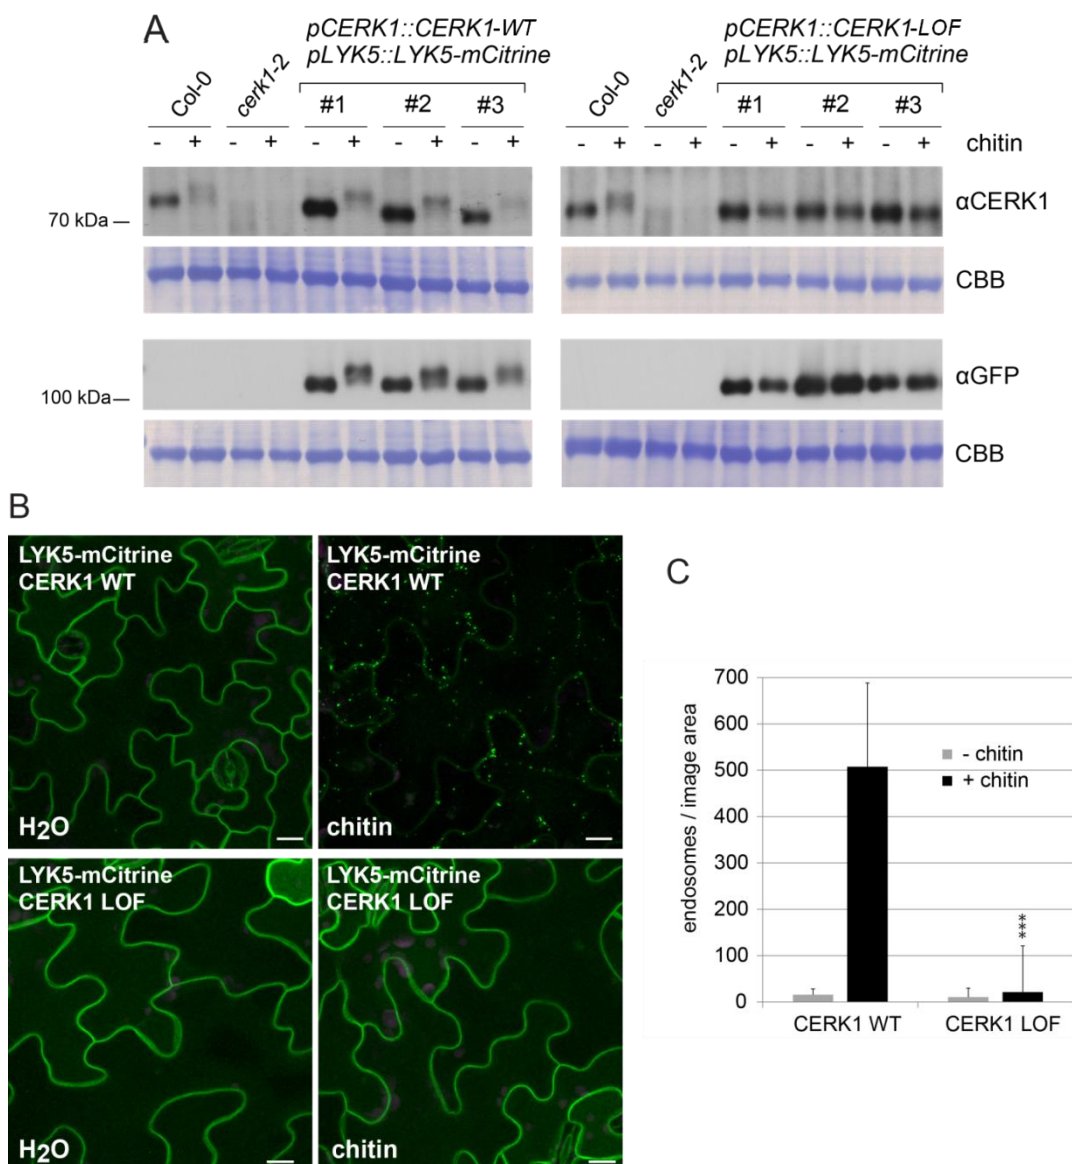 A
pCERK1::CERK1-WT
pLYK5::LYK5-mCitrine
pCERK1::CERK1-LOF
pLYK5::LYK5-mCitrine
Col-0 cerk1-2 #1 #2 #3 Col-0 cerk1-2 #1 #2 #3
- + - + - + - + - + - + - + - + - + - + chitin
70 kDa αCERK1
CBB
100 kDa αGFP
CBB
B
LYK5-mCitrine
CERK1 WT
H2O
LYK5-mCitrine
CERK1 WT
chitin
LYK5-mCitrine
CERK1 LOF
H2O
LYK5-mCitrine
CERK1 LOF
chitin
C
endosomes / image area
700
600
500
400
300
200
100
0
- chitin
+ chitin
***
CERK1 WT CERK1 LOF